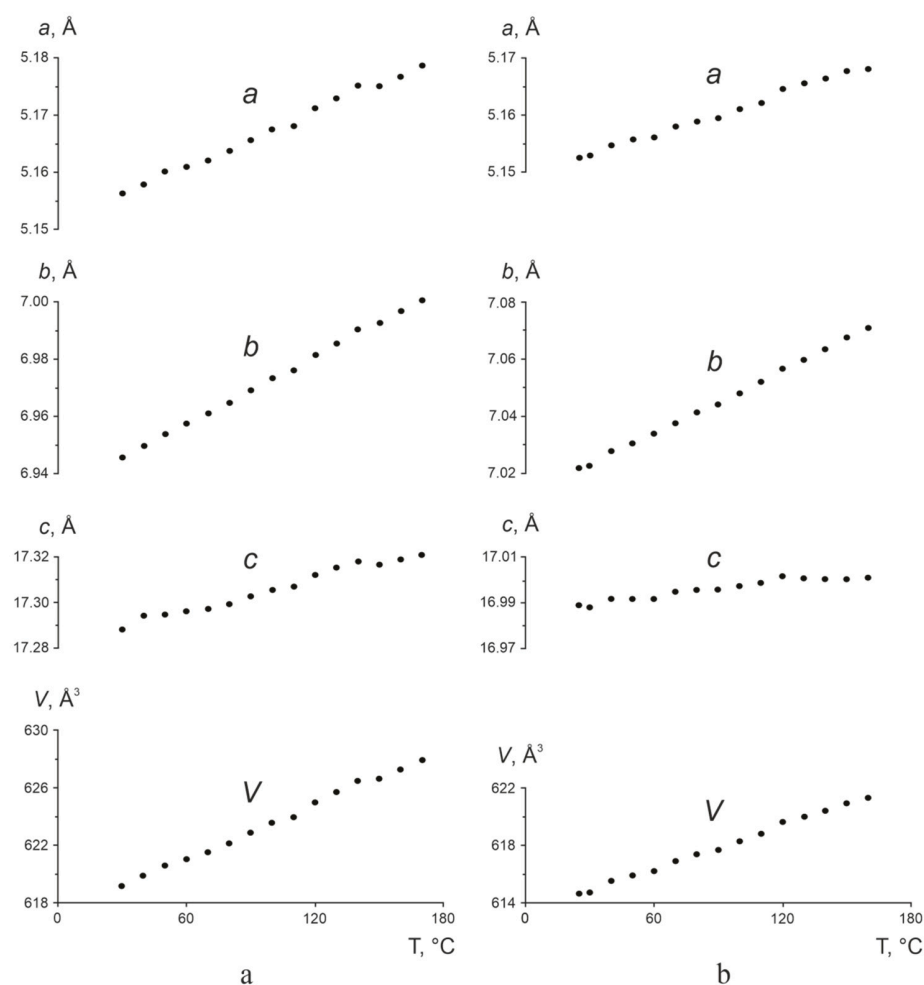 a, Å
5.18
5.17
5.16
5.15
a
b, Å
7.00
6.98
6.96
6.94
b
c, Å
17.32
17.30
17.28
c
V, Å³
630
626
622
618
V
0 60 120 180
T, °C
a
a, Å
5.17
5.16
5.15
a
b, Å
7.08
7.06
7.04
7.02
b
c, Å
17.01
16.99
16.97
c
V, Å³
622
618
614
V
0 60 120 180
T, °C
b